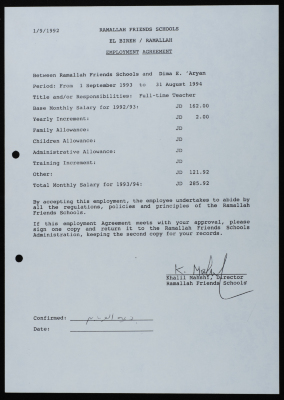 1/9/1992
RAMALLAH FRIENDS SCHOOLS
EL BIREH / RAMALLAH
EMPLOYMENT AGREEMENT
Between Ramallah Friends Schools and Dima E. 'Aryan
Period: From 1 September 1993 to 31 August 1994
Title and/or Responsibilities: Full-time Teacher
Base Monthly Salary for 1992/93: JD 162.00
Yearly Increment: JD 2.00
Family Allowance: JD
Children Allowance: JD
Administrative Allowance: JD
Training Increment: JD
Other: JD 121.92
Total Monthly Salary for 1993/94: JD 285.92
By accepting this employment, the employee undertakes to abide by
all the regulations, policies and principles of the Ramallah
Friends Schools.
If this employment Agreement meets with your approval, please
sign one copy and return it to the Ramallah Friends Schools
Administration, keeping the second copy for your records.
Khalil Mahshi, Director
Ramallah Friends Schools
Confirmed:
Date: